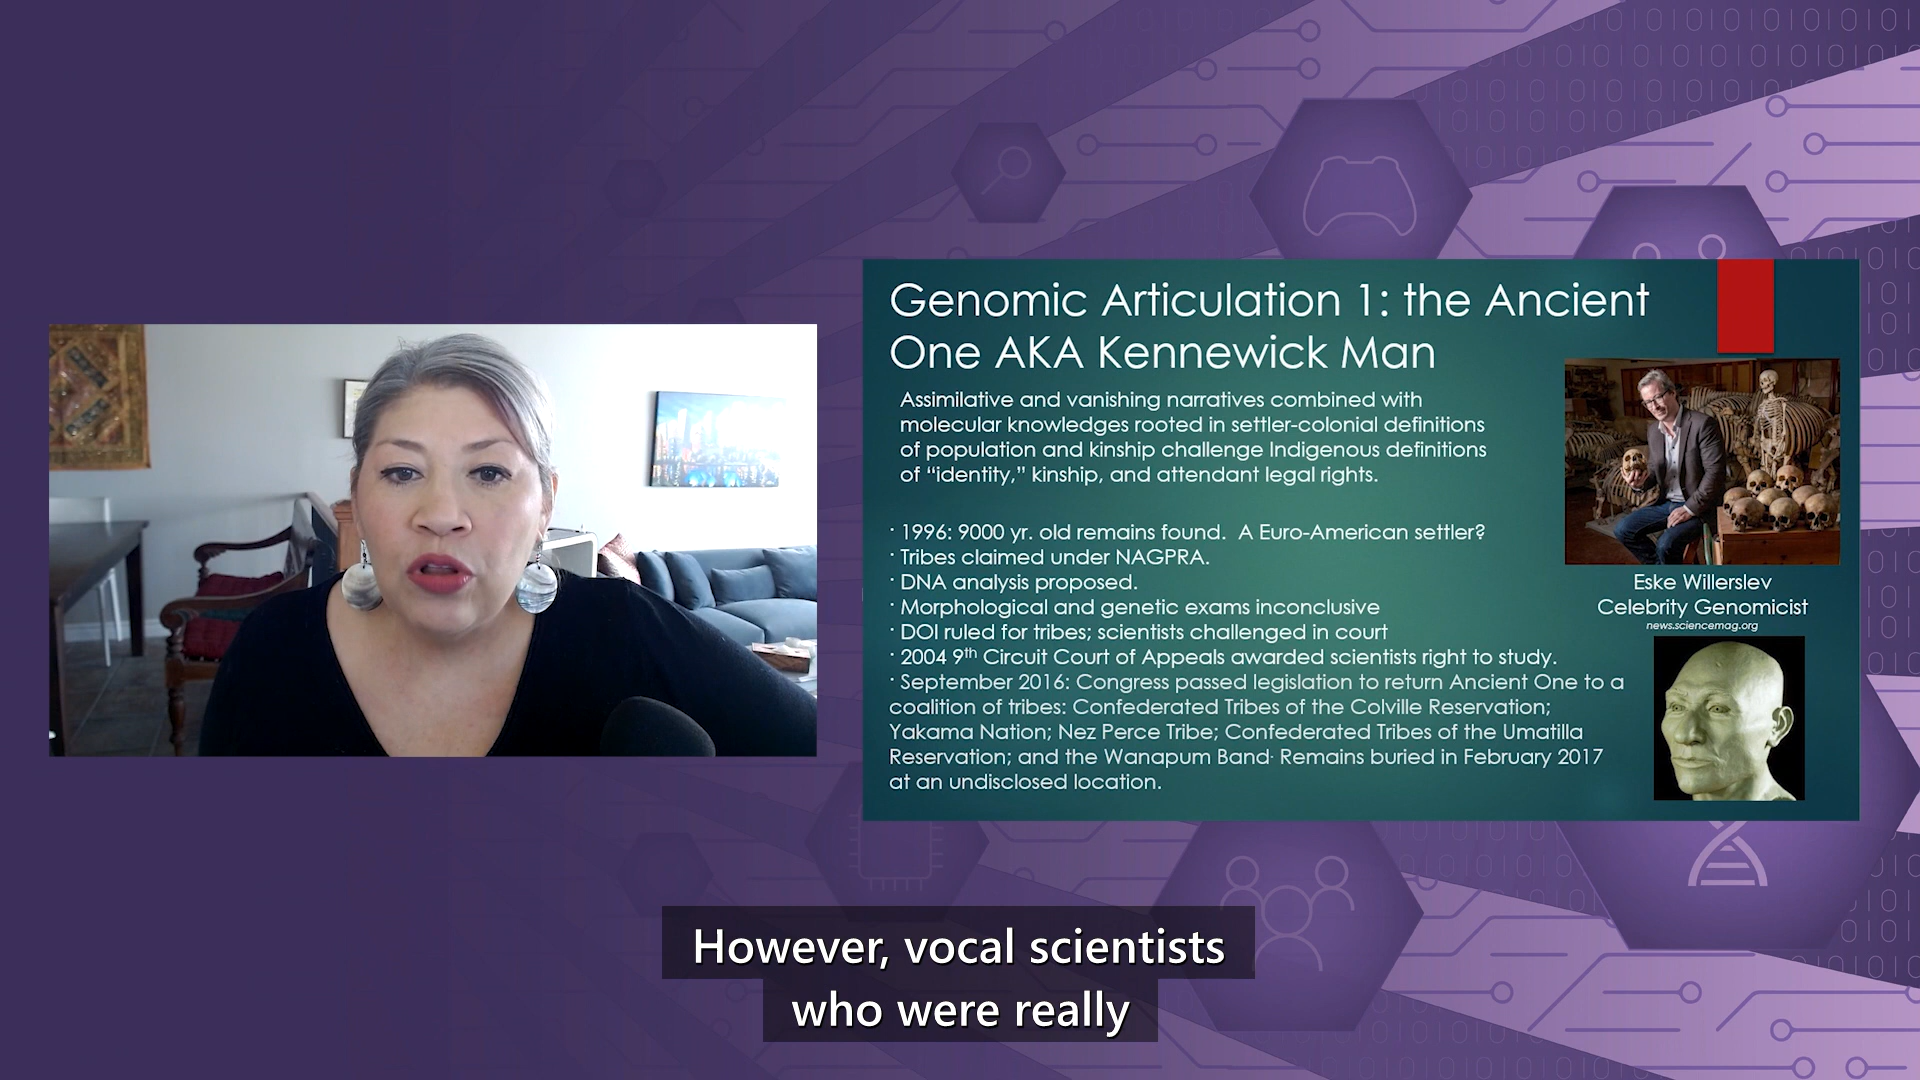 Genomic Articulation 1: the Ancient
One AKA Kennewick Man
Assimilative and vanishing narratives combined with
molecular knowledges rooted in settler-colonial definitions
of population and kinship challenge Indigenous definitions
of “identity,” kinship, and attendant legal rights.
· 1996: 9000 yr. old remains found.  A Euro-American settler?
· Tribes claimed under NAGPRA.
· DNA analysis proposed.
· Morphological and genetic exams inconclusive
· DOI ruled for tribes; scientists challenged in court
· 2004 9th Circuit Court of Appeals awarded scientists right to study.
· September 2016: Congress passed legislation to return Ancient One to a
coalition of tribes: Confederated Tribes of the Colville Reservation;
Yakama Nation; Nez Perce Tribe; Confederated Tribes of the Umatilla
Reservation; and the Wanapum Band· Remains buried in February 2017
at an undisclosed location.
Eske Willerslev
Celebrity Genomicist
news.sciencemag.org
However, vocal scientists
who were really